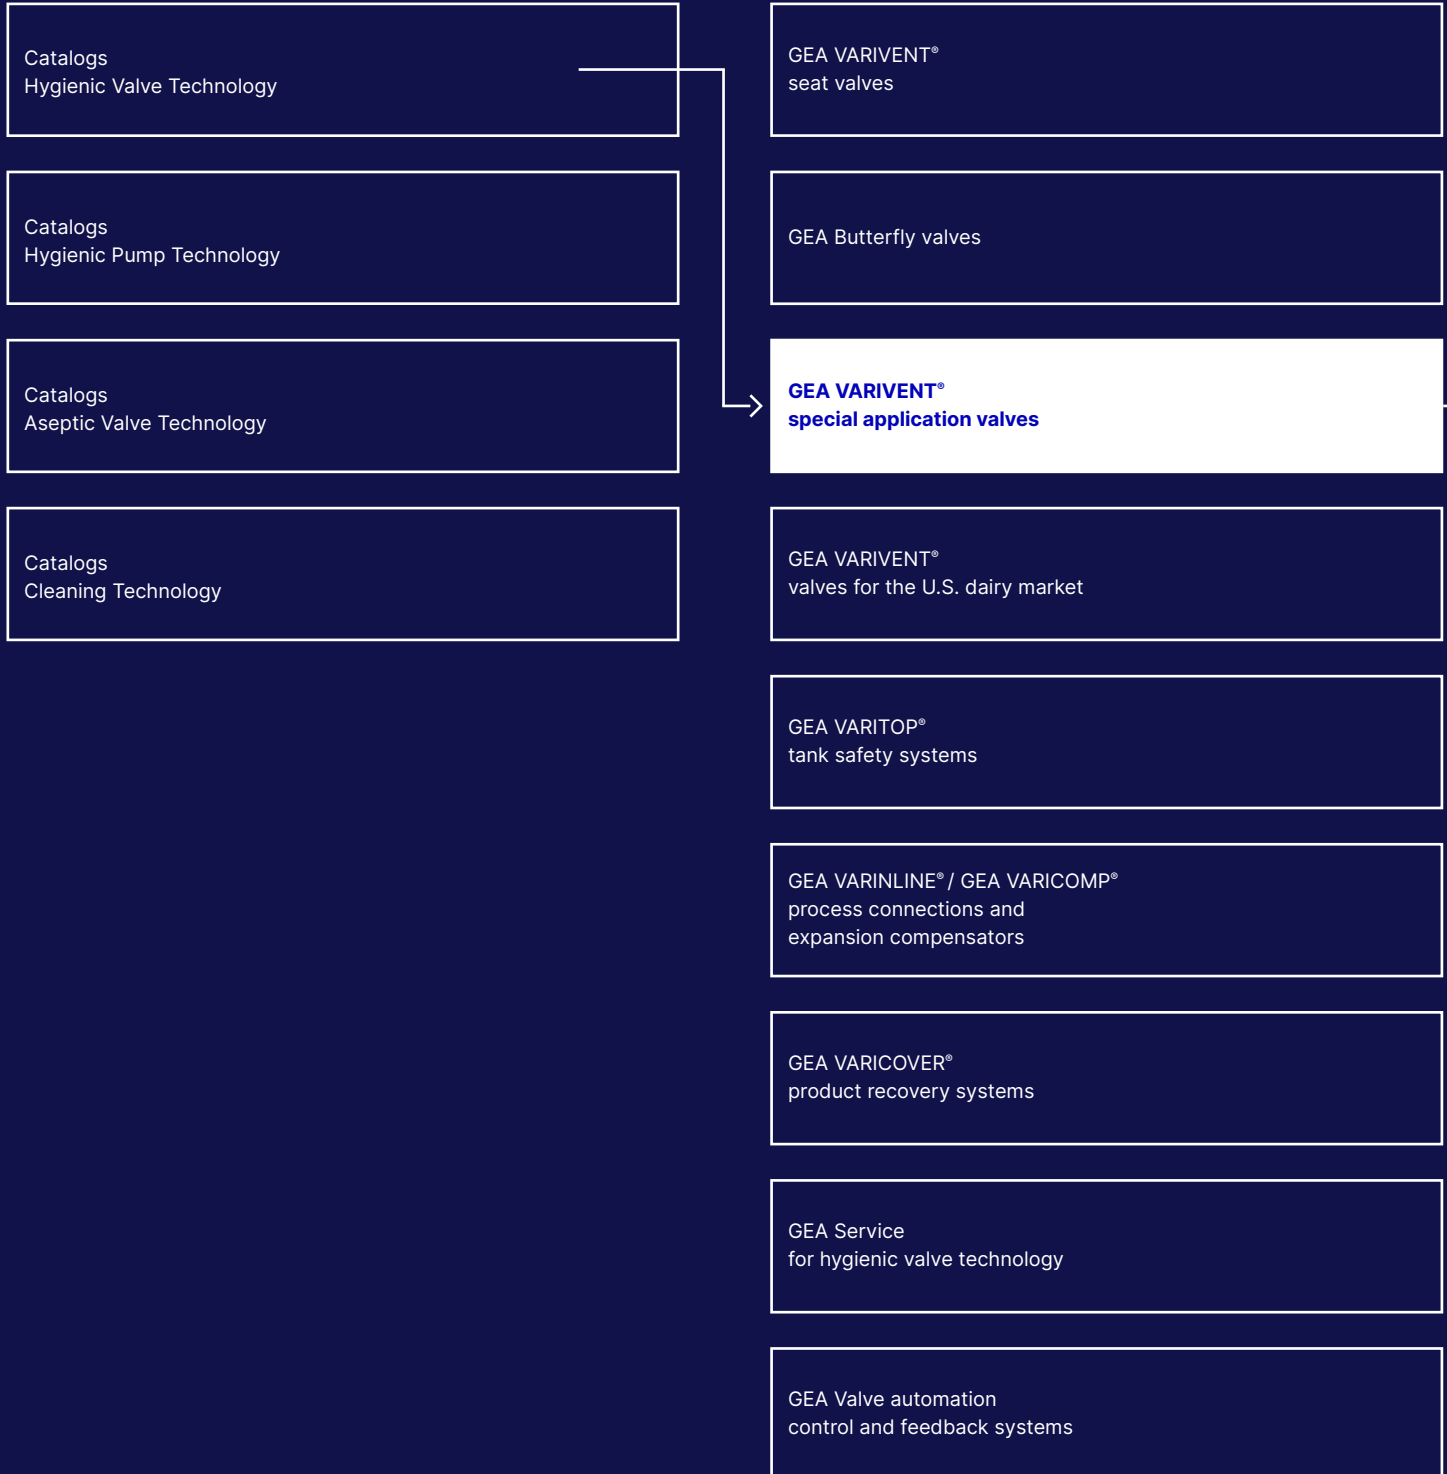 Catalogs
Hygienic Valve Technology
Catalogs
Hygienic Pump Technology
Catalogs
Aseptic Valve Technology
Catalogs
Cleaning Technology
GEA VARIVENT®
seat valves
GEA Butterfly valves
GEA VARIVENT®
special application valves
GEA VARIVENT®
valves for the U.S. dairy market
GEA VARITOP®
tank safety systems
GEA VARINLINE® / GEA VARICOMP®
process connections and
expansion compensators
GEA VARICOVER®
product recovery systems
GEA Service
for hygienic valve technology
GEA Valve automation
control and feedback systems